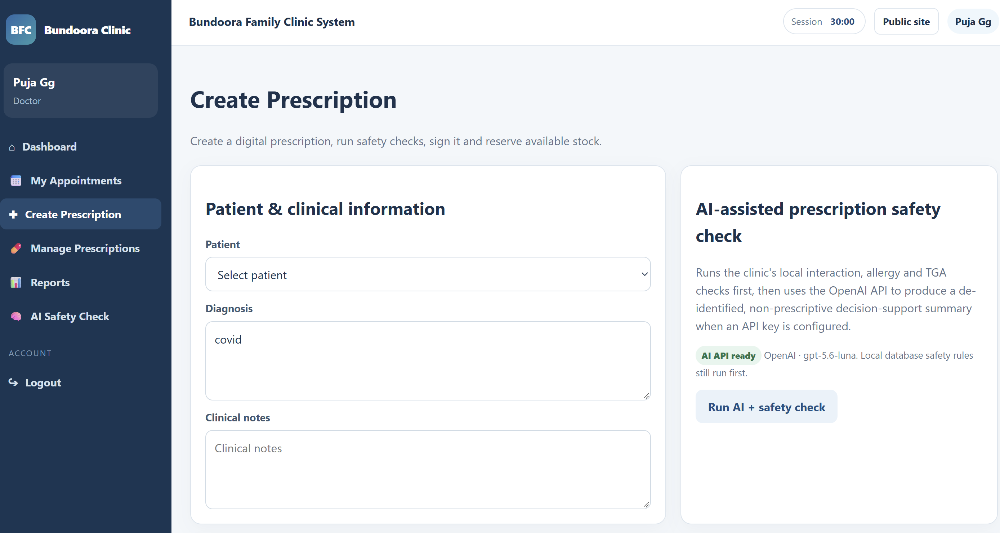 BFC
Bundoora Clinic
Puja Gg
Doctor
Dashboard
My Appointments
Create Prescription
Manage Prescriptions
Reports
AI Safety Check
ACCOUNT
Logout
Bundoora Family Clinic System
Session 30:00
Public site
Puja Gg
Create Prescription
Create a digital prescription, run safety checks, sign it and reserve available stock.
Patient & clinical information
Patient
Select patient
Diagnosis
covid
Clinical notes
Clinical notes
AI-assisted prescription safety
check
Runs the clinic's local interaction, allergy and TGA
checks first, then uses the OpenAI API to produce a de-
identified, non-prescriptive decision-support summary
when an API key is configured.
AI API ready OpenAI · gpt-5.6-luna. Local database safety rules
still run first.
Run AI + safety check